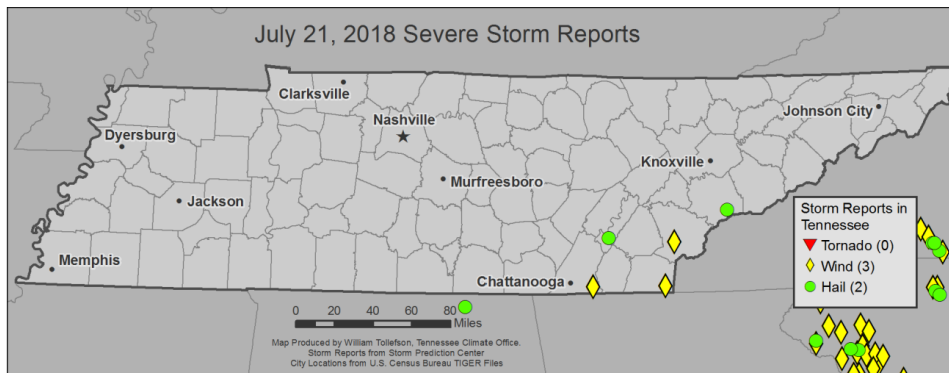 July 21, 2018 Severe Storm Reports
Clarksville
Nashville
Johnson City
Dyersburg
Knoxville
Murfreesboro
Jackson
Storm Reports in
Tennessee
Tornado (0)
Wind (3)
Hail (2)
Memphis
Chattanooga
0 20 40 80
Miles
Map Produced by William Tollefson, Tennessee Climate Office.
Storm Reports from Storm Prediction Center
City Locations from U.S. Census Bureau TIGER Files